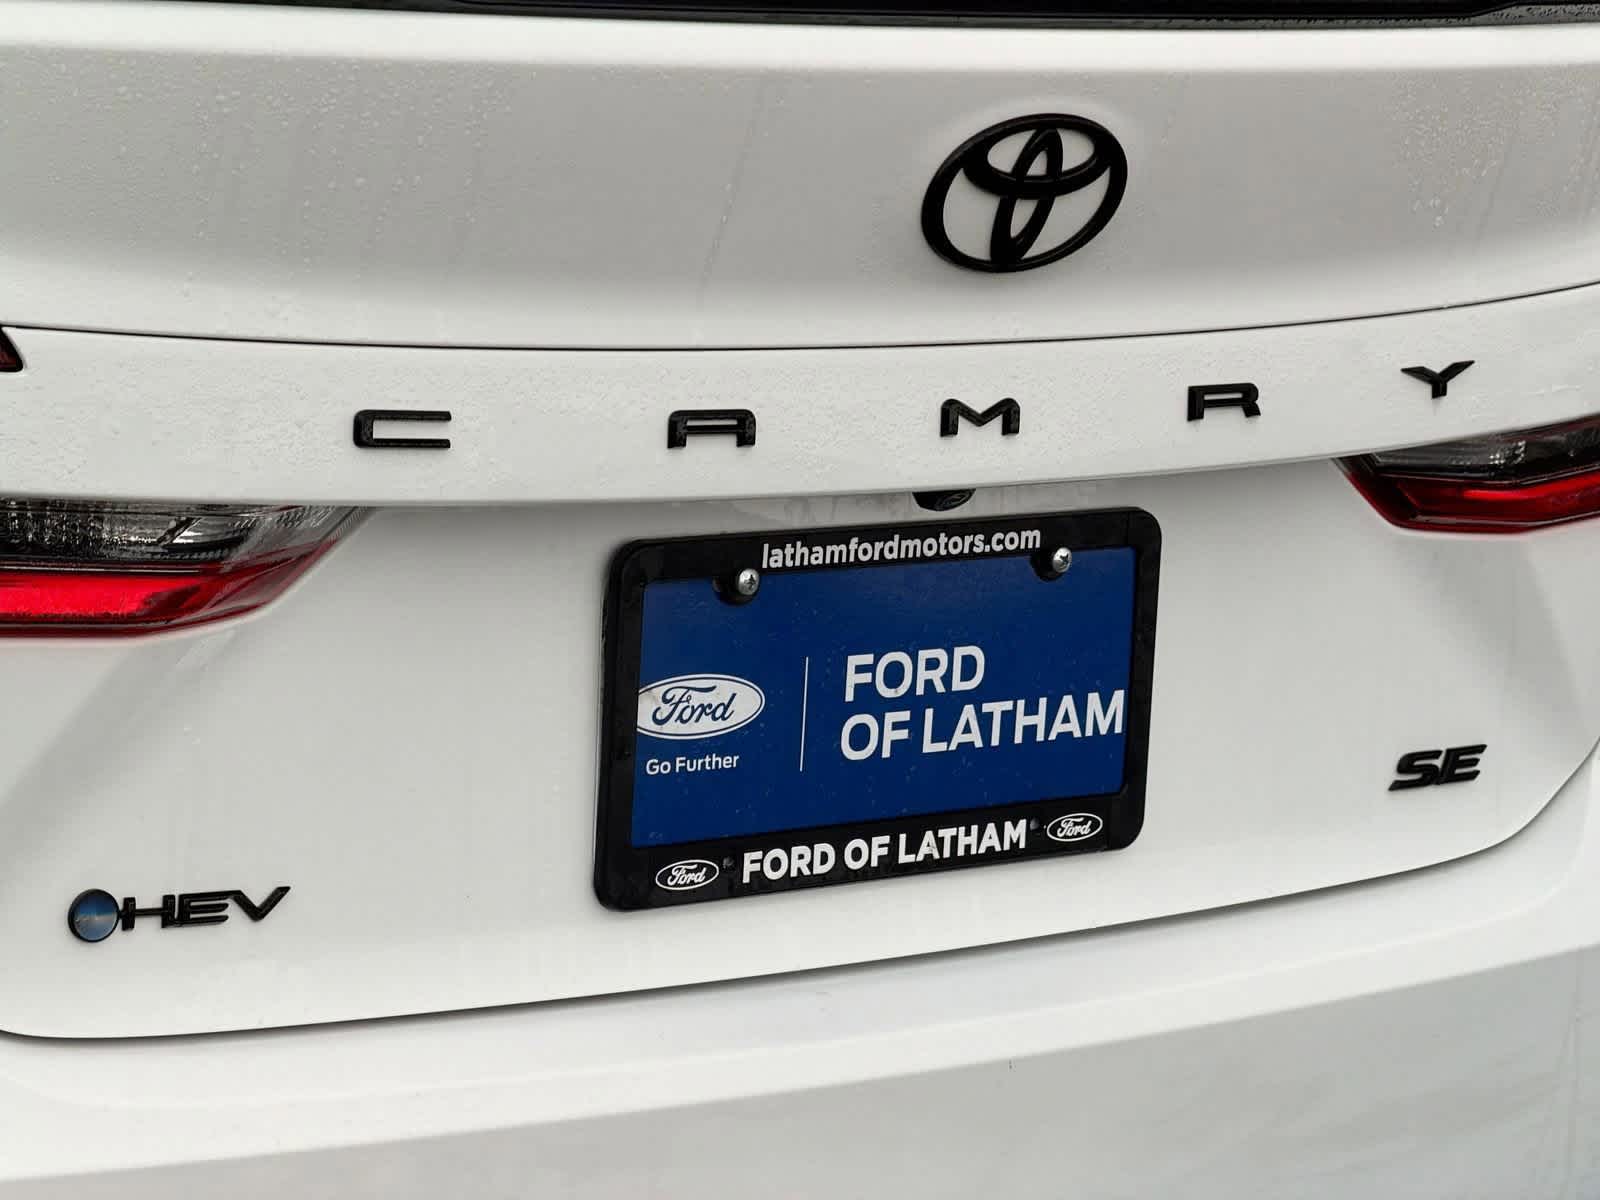 CAMRY
lathamfordmotors.com
Ford
Go Further
FORD
OF LATHAM
SE
Ford FORD OF LATHAM Ford
HEV